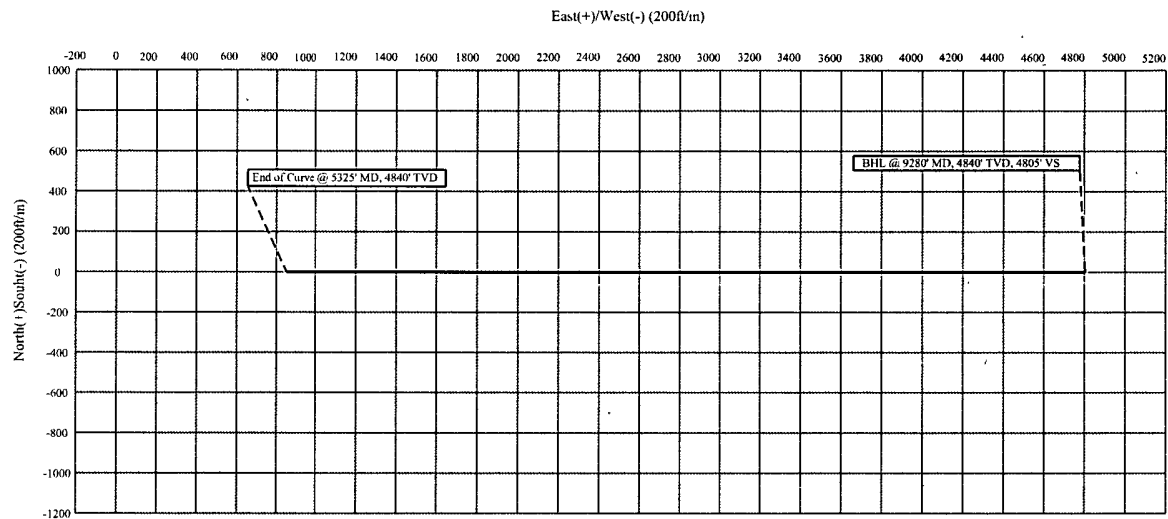 East(+)/West(-) (200ft/in)
-200 0 200 400 600 800 1000 1200 1400 1600 1800 2000 2200 2400 2600 2800 3000 3200 3400 3600 3800 4000 4200 4400 4600 4800 5000 5200
1000
800
600
BHL @ 9280' MD, 4840' TVD, 4805' VS
End of Curve @ 5325' MD, 4840' TVD
400
200
0
-200
-400
-600
-800
-1000
-1200
North(+)Souht(-) (200ft/in)